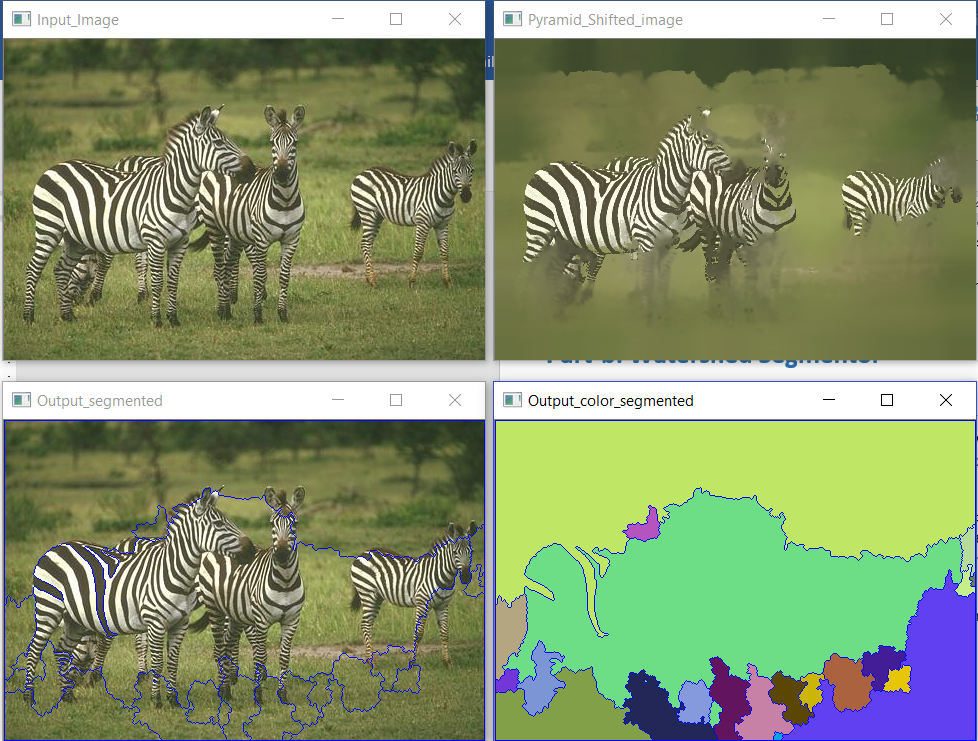 Input_Image
Pyramid_Shifted_image
Output_segmented
Output_color_segmented